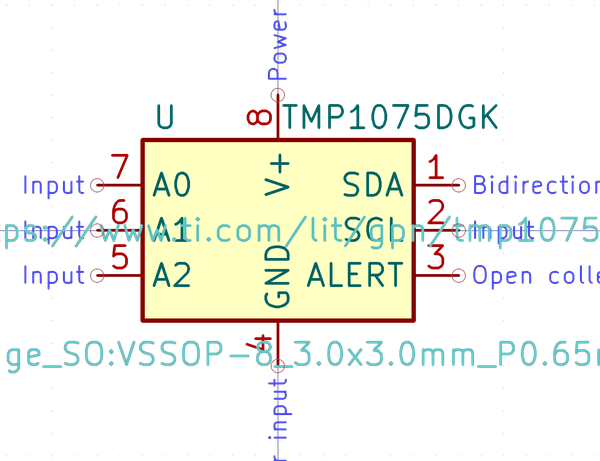 Power
U
8
TMP1075DGK
Input 7 A0
V+
SDA 1 Bidirection
Input 6 A1
SCL 2 Input
ps://www.ti.com/lit/gpn/tmp1075
Input 5 A2
GND
ALERT 3 Open colle
4
ge_SO:VSSOP-8_3.0x3.0mm_P0.65m
r input